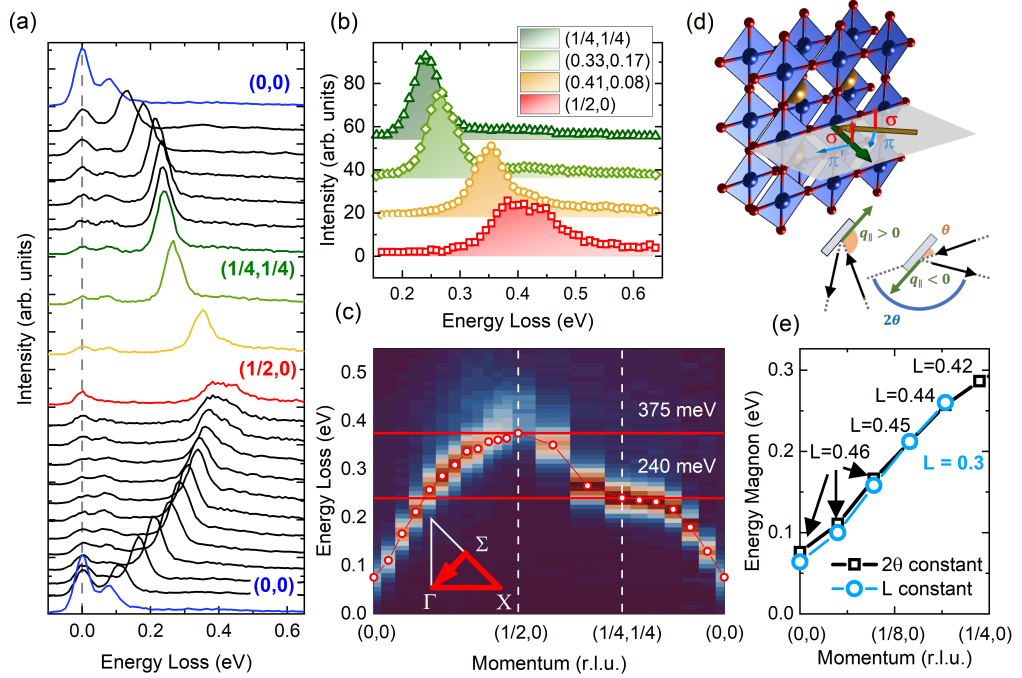 (a)
(0,0)
(1/4,1/4)
(1/2,0)
(0,0)
Intensity (arb. units)
0.0 0.2 0.4 0.6
Energy Loss (eV)
(b)
(1/4,1/4)
(0.33,0.17)
(0.41,0.08)
(1/2,0)
Intensity (arb. units)
80
60
40
20
0
0.2 0.3 0.4 0.5 0.6
Energy Loss (eV)
(c)
375 meV
240 meV
Σ
Γ X
Energy Loss (eV)
0.5
0.4
0.3
0.2
0.1
0.0
(0,0) (1/2,0) (1/4,1/4) (0,0)
Momentum (r.l.u.)
(d)
σ
σ'
π
π'
q∥ > 0
θ
q∥ < 0
2θ
(e)
L=0.42
L=0.44
L=0.45
L=0.46
L = 0.3
2θ constant
L constant
Energy Magnon (eV)
0.3
0.2
0.1
0.0
(0,0) (1/8,0) (1/4,0)
Momentum (r.l.u.)